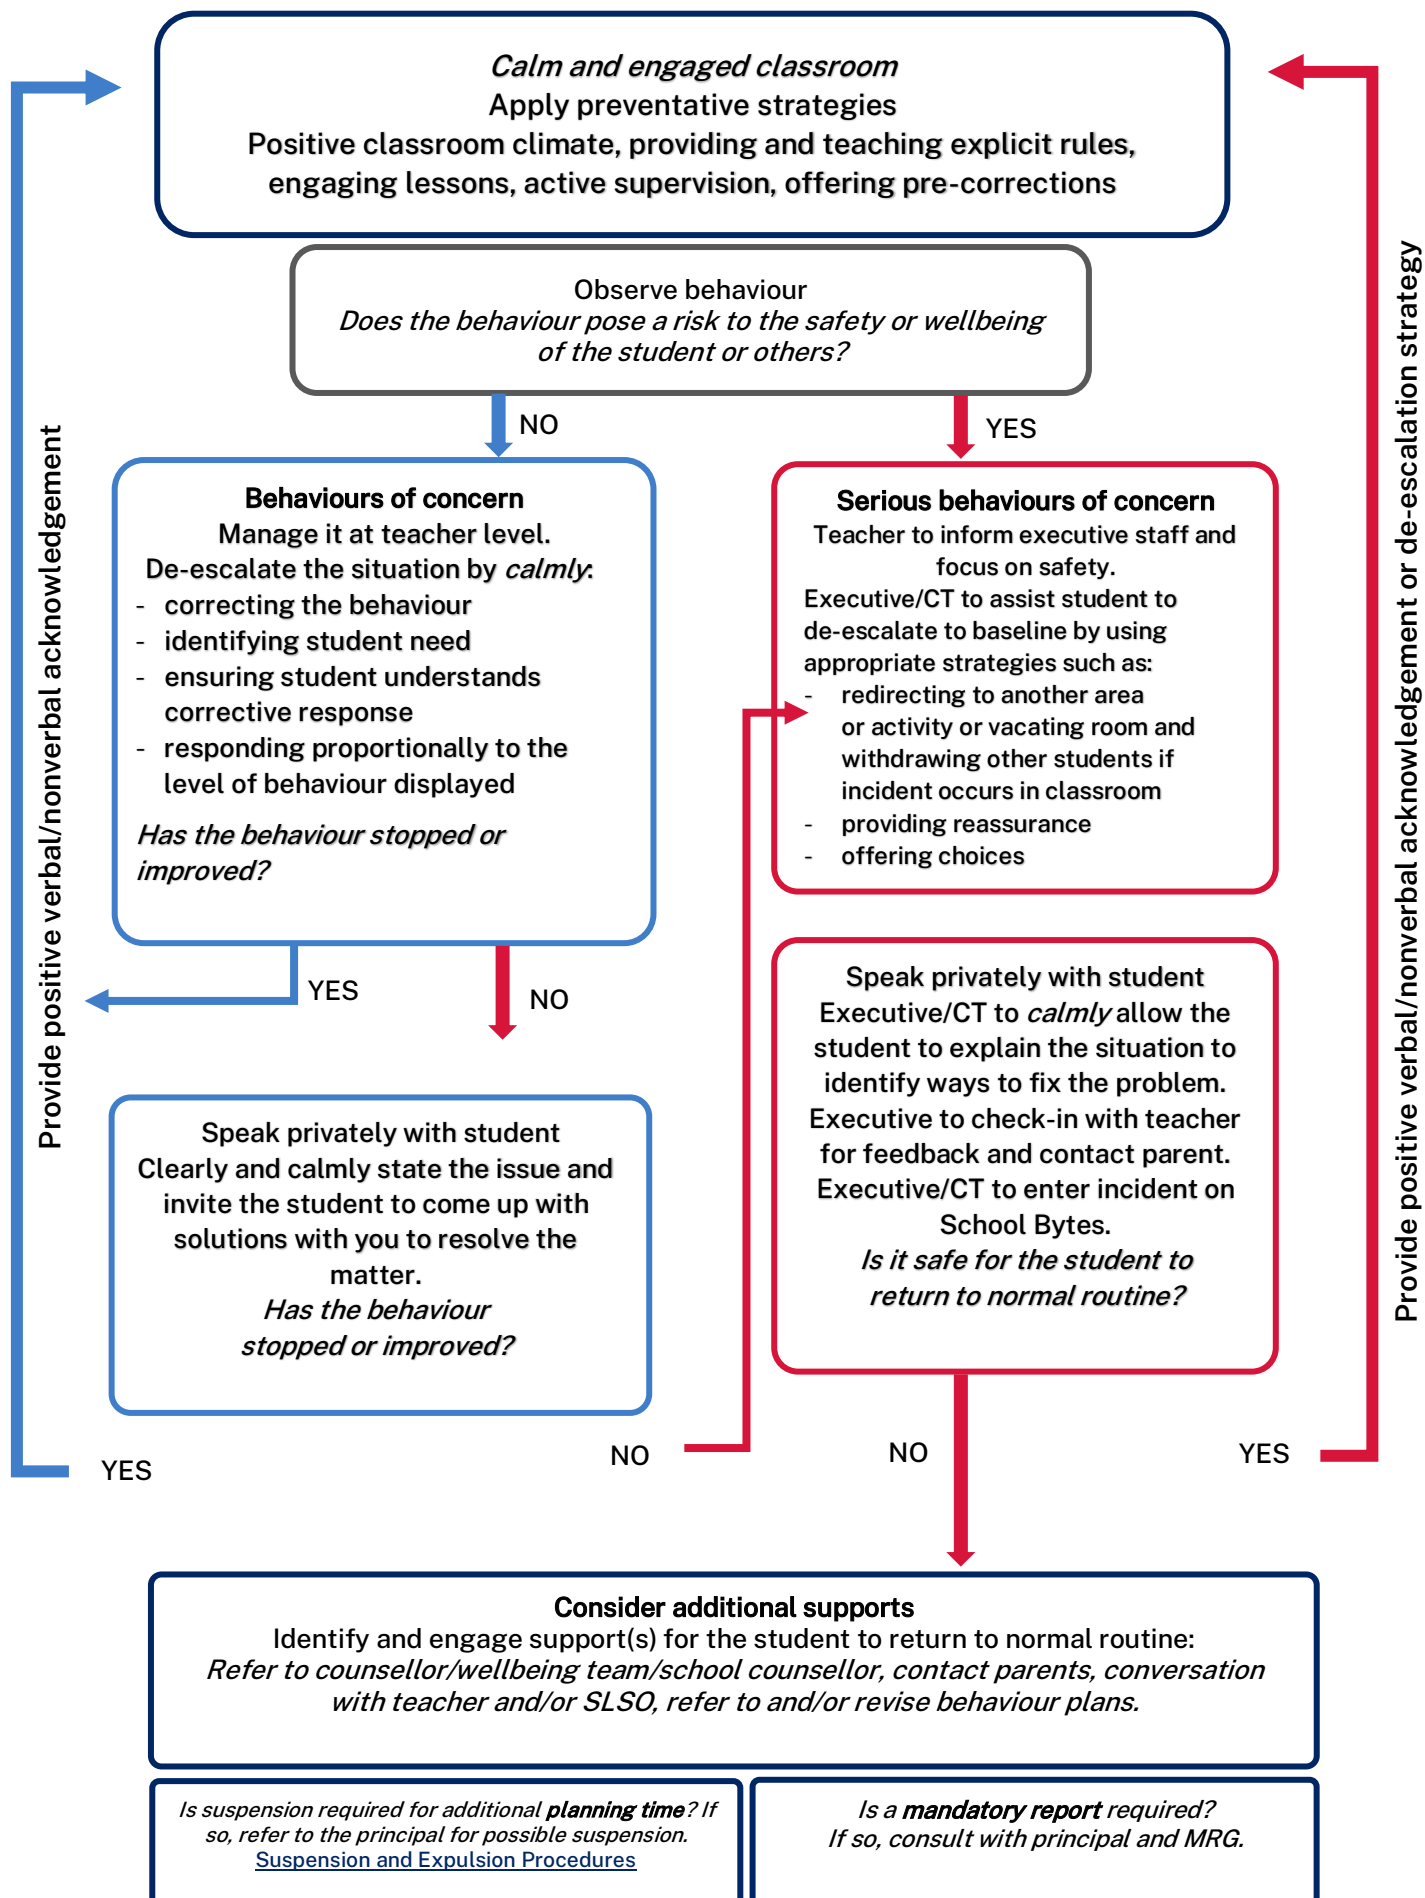 Calm and engaged classroom
Apply preventative strategies
Positive classroom climate, providing and teaching explicit rules,
engaging lessons, active supervision, offering pre-corrections
Observe behaviour
Does the behaviour pose a risk to the safety or wellbeing
of the student or others?
NO
YES
Behaviours of concern
Manage it at teacher level.
De-escalate the situation by calmly:
- correcting the behaviour
- identifying student need
- ensuring student understands
corrective response
- responding proportionally to the
level of behaviour displayed
Has the behaviour stopped or
improved?
YES
NO
Speak privately with student
Clearly and calmly state the issue and
invite the student to come up with
solutions with you to resolve the
matter.
Has the behaviour
stopped or improved?
YES
NO
Provide positive verbal/nonverbal acknowledgement
Serious behaviours of concern
Teacher to inform executive staff and
focus on safety.
Executive/CT to assist student to
de-escalate to baseline by using
appropriate strategies such as:
- redirecting to another area
or activity or vacating room and
withdrawing other students if
incident occurs in classroom
- providing reassurance
- offering choices
Speak privately with student
Executive/CT to calmly allow the
student to explain the situation to
identify ways to fix the problem.
Executive to check-in with teacher
for feedback and contact parent.
Executive/CT to enter incident on
School Bytes.
Is it safe for the student to
return to normal routine?
NO
YES
Provide positive verbal/nonverbal acknowledgement or de-escalation strategy
Consider additional supports
Identify and engage support(s) for the student to return to normal routine:
Refer to counsellor/wellbeing team/school counsellor, contact parents, conversation
with teacher and/or SLSO, refer to and/or revise behaviour plans.
Is suspension required for additional planning time? If
so, refer to the principal for possible suspension.
Suspension and Expulsion Procedures
Is a mandatory report required?
If so, consult with principal and MRG.